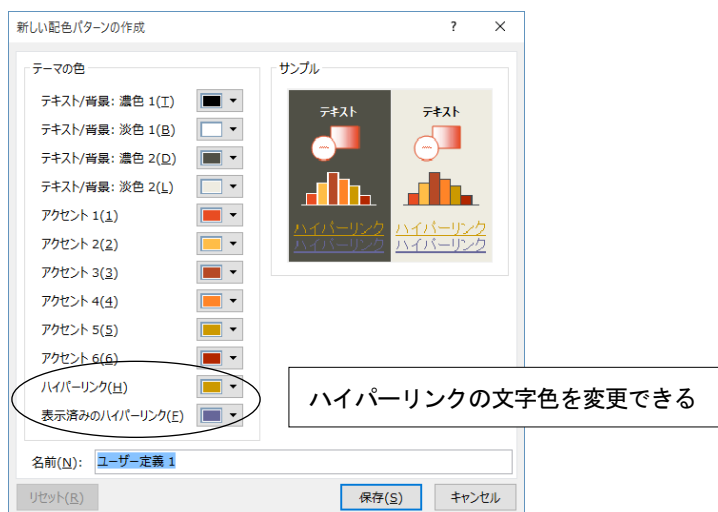 新しい配色パターンの作成
?
×
テーマの色
テキスト/背景: 濃色 1(T)
テキスト/背景: 淡色 1(B)
テキスト/背景: 濃色 2(D)
テキスト/背景: 淡色 2(L)
アクセント 1(1)
アクセント 2(2)
アクセント 3(3)
アクセント 4(4)
アクセント 5(5)
アクセント 6(6)
ハイパーリンク(H)
表示済みのハイパーリンク(F)
サンプル
テキスト テキスト
ハイパーリンク ハイパーリンク
ハイパーリンク ハイパーリンク
ハイパーリンクの文字色を変更できる
名前(N): ユーザー定義 1
リセット(R) 保存(S) キャンセル